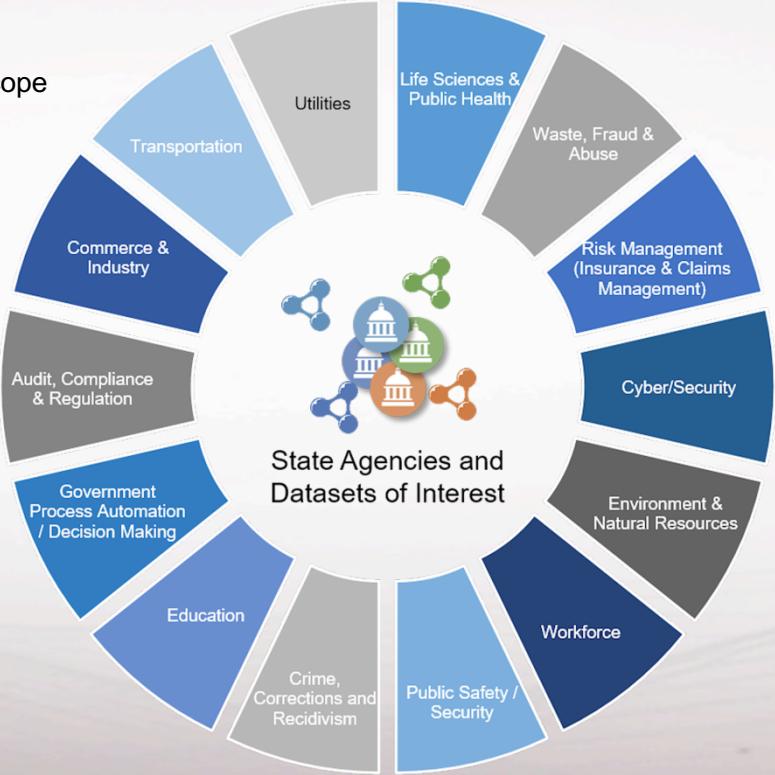 ope
Utilities
Life Sciences &
Public Health
Waste, Fraud &
Abuse
Risk Management
(Insurance & Claims
Management)
Cyber/Security
Environment &
Natural Resources
Workforce
Public Safety /
Security
Crime,
Corrections and
Recidivism
Education
Government
Process Automation
/ Decision Making
Audit, Compliance
& Regulation
Commerce &
Industry
Transportation
State Agencies and
Datasets of Interest